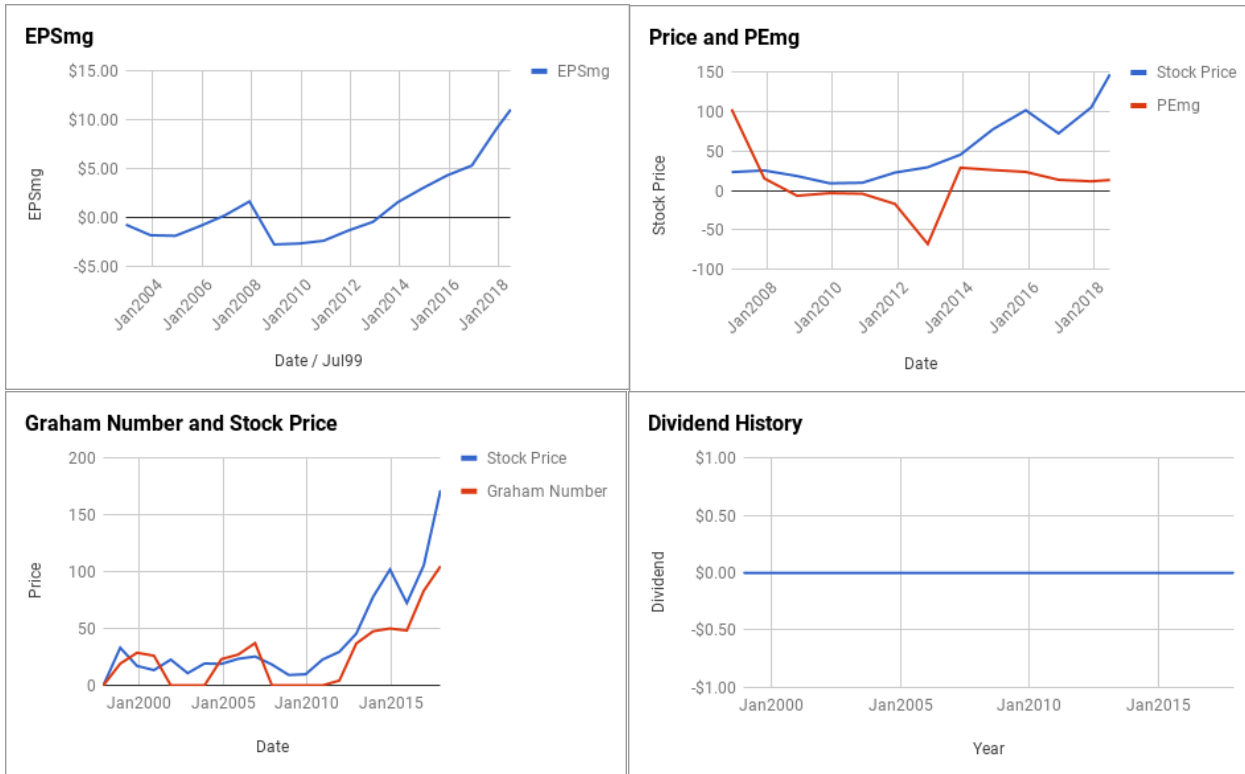 EPSmg
$15.00
$10.00
$5.00
$0.00
-$5.00
EPSmg
EPSmg
Jan2004
Jan2006
Jan2008
Jan2010
Jan2012
Jan2014
Jan2016
Jan2018
Date / Jul99
Price and PEmg
150
100
50
0
-50
-100
Stock Price
Stock Price
PEmg
Jan2008
Jan2010
Jan2012
Jan2014
Jan2016
Jan2018
Date
Graham Number and Stock Price
200
150
100
50
0
Price
Stock Price
Graham Number
Jan2000
Jan2005
Jan2010
Jan2015
Date
Dividend History
$1.00
$0.50
$0.00
-$0.50
-$1.00
Dividend
Jan2000
Jan2005
Jan2010
Jan2015
Year